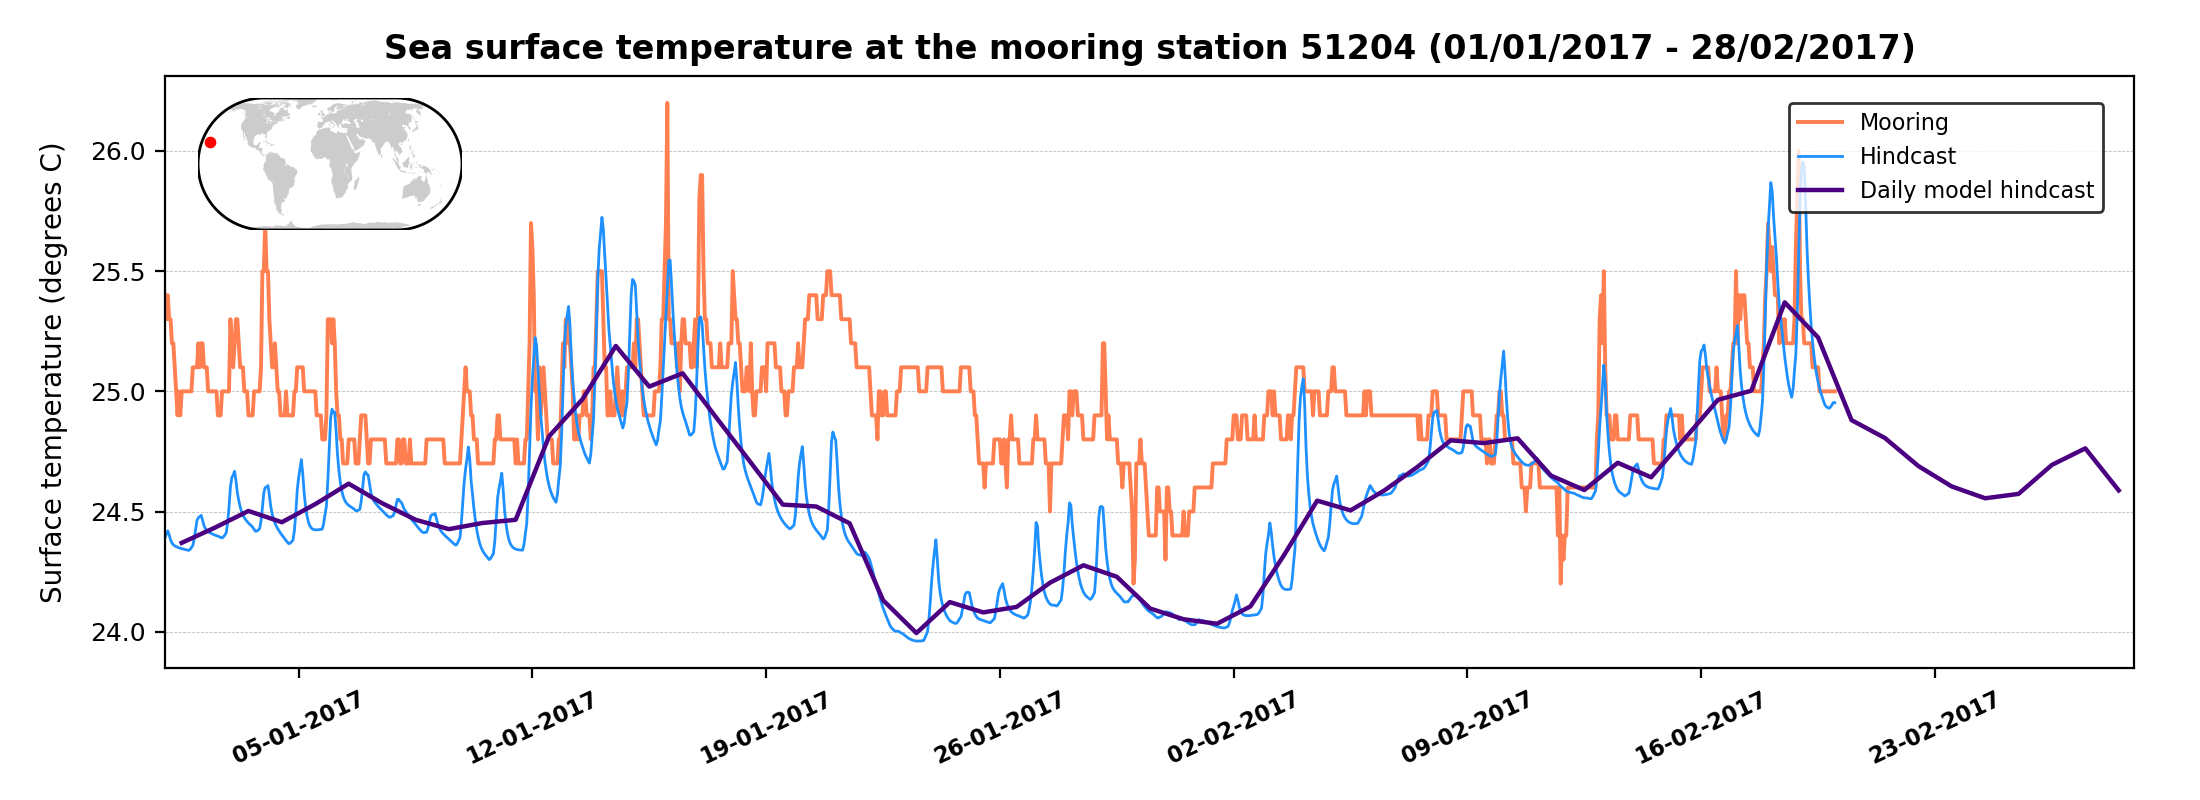 Sea surface temperature at the mooring station 51204 (01/01/2017 - 28/02/2017)
Surface temperature (degrees C)
26.0
25.5
25.0
24.5
24.0
Mooring
Hindcast
Daily model hindcast
05-01-2017
12-01-2017
19-01-2017
26-01-2017
02-02-2017
09-02-2017
16-02-2017
23-02-2017